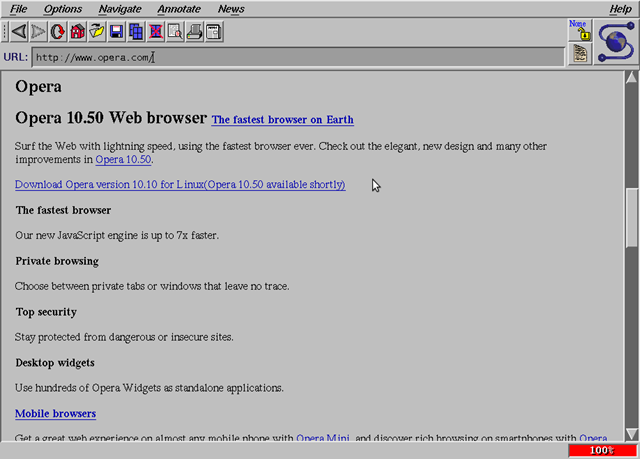 File Options Navigate Annotate News Help
None
URL: http://www.opera.com/
Opera
Opera 10.50 Web browser The fastest browser on Earth
Surf the Web with lightning speed, using the fastest browser ever. Check out the elegant, new design and many other
improvements in Opera 10.50.
Download Opera version 10.10 for Linux(Opera 10.50 available shortly)
The fastest browser
Our new JavaScript engine is up to 7x faster.
Private browsing
Choose between private tabs or windows that leave no trace.
Top security
Stay protected from dangerous or insecure sites.
Desktop widgets
Use hundreds of Opera Widgets as standalone applications.
Mobile browsers
Get a great web experience on almost any mobile phone with Opera Mini, and discover rich browsing on smartphones with Opera
100%